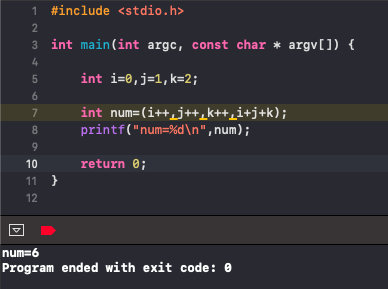 1 #include <stdio.h>
2
3 int main(int argc, const char * argv[]) {
4
5 int i=0,j=1,k=2;
6
7 int num=(i++,j++,k++,i+j+k);
8 printf("num=%d\n",num);
9
10 return 0;
11 }
12
num=6
Program ended with exit code: 0